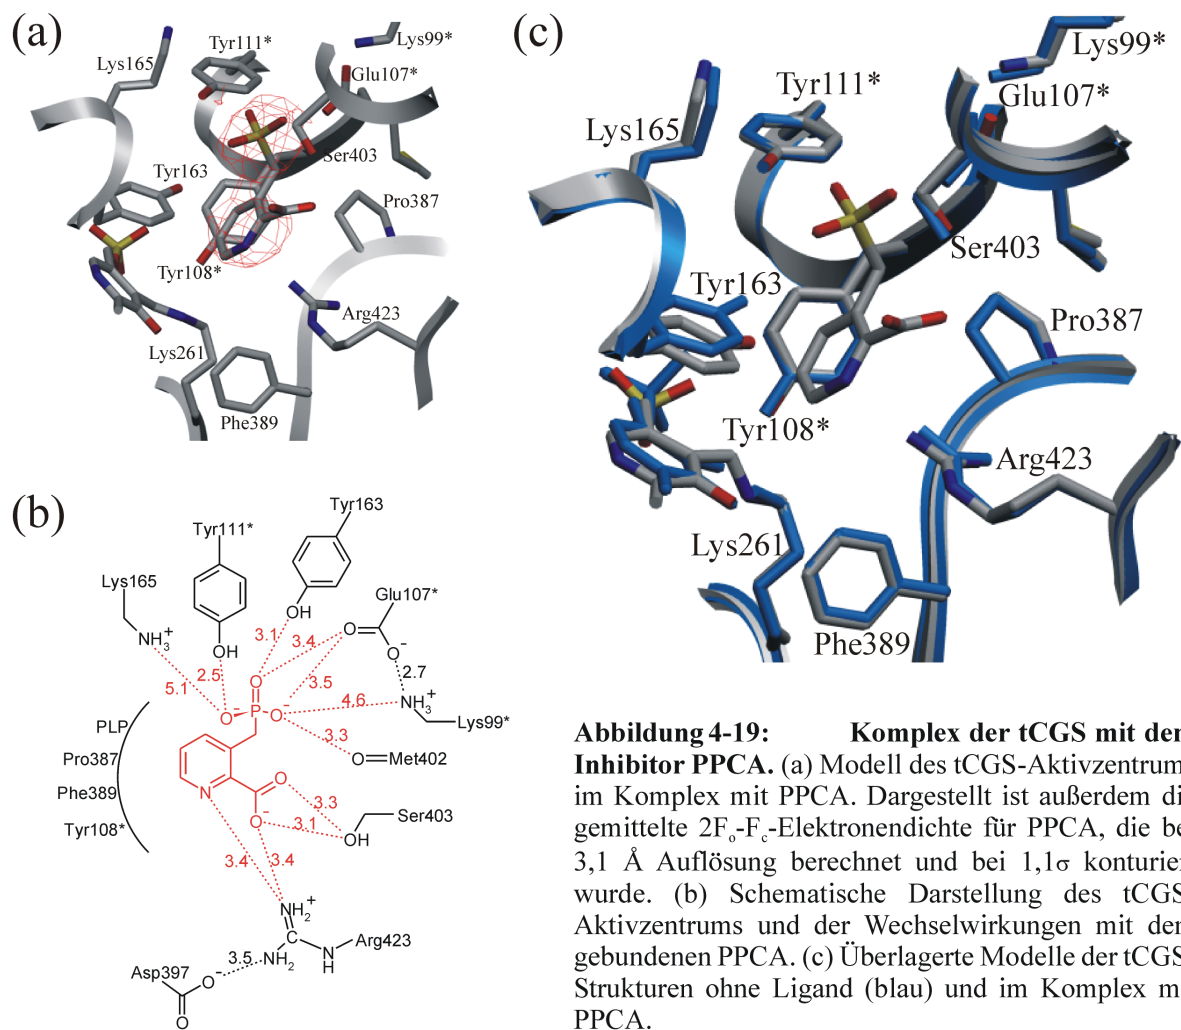 (a)
Tyr111*
Lys99*
Lys165
Glu107*
Ser403
Tyr163
Pro387
Tyr108*
Arg423
Lys261
Phe389
(c)
Lys99*
Tyr111*
Glu107*
Lys165
Ser403
Tyr163
Pro387
Tyr108*
Arg423
Lys261
Phe389
(b)
Tyr163
Tyr111*
Lys165
Glu107*
NH3+
OH
OH
O
O-
3.1
3.4
2.5
5.1
3.5
2.7
4.6
O
-O
P
O-
NH3+
Lys99*
PLP
3.3
Pro387
O
Met402
Phe389
N
O
3.3
Ser403
Tyr108*
O-
3.1
OH
3.4
3.4
NH2+
C
Arg423
3.5
NH2
N
H
Asp397
O-
O
Abbildung 4-19: Komplex der tCGS mit der
Inhibitor PPCA. (a) Modell des tCGS-Aktivzentrum
im Komplex mit PPCA. Dargestellt ist außerdem di
gemittelte 2Fo-Fc-Elektronendichte für PPCA, die be
3,1 Å Auflösung berechnet und bei 1,1σ konturier
wurde. (b) Schematische Darstellung des tCGS
Aktivzentrums und der Wechselwirkungen mit der
gebundenen PPCA. (c) Überlagerte Modelle der tCGS
Strukturen ohne Ligand (blau) und im Komplex m
PPCA.